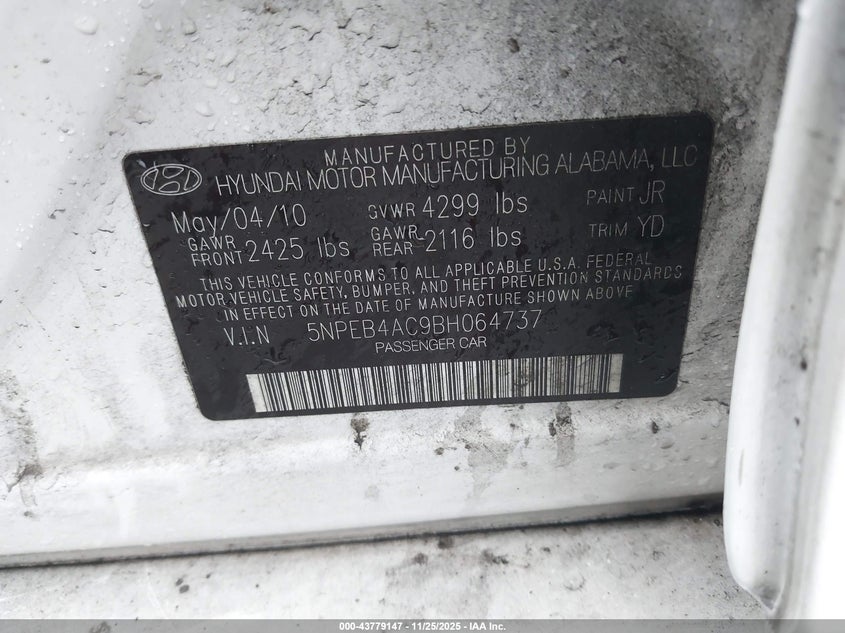 MANUFACTURED BY
HYUNDAI MOTOR MANUFACTURING ALABAMA, LLC
May/04/10 GVWR 4299 lbs PAINT JR
GAWR FRONT 2425 lbs GAWR REAR 2116 lbs TRIM YD
THIS VEHICLE CONFORMS TO ALL APPLICABLE U.S.A. FEDERAL
MOTOR VEHICLE SAFETY, BUMPER, AND THEFT PREVENTION STANDARDS
IN EFFECT ON THE DATE OF MANUFACTURE SHOWN ABOVE
V.I.N 5NPEB4AC9BH064737
PASSENGER CAR
000-43779147 - 11/25/2025 - IAA Inc.